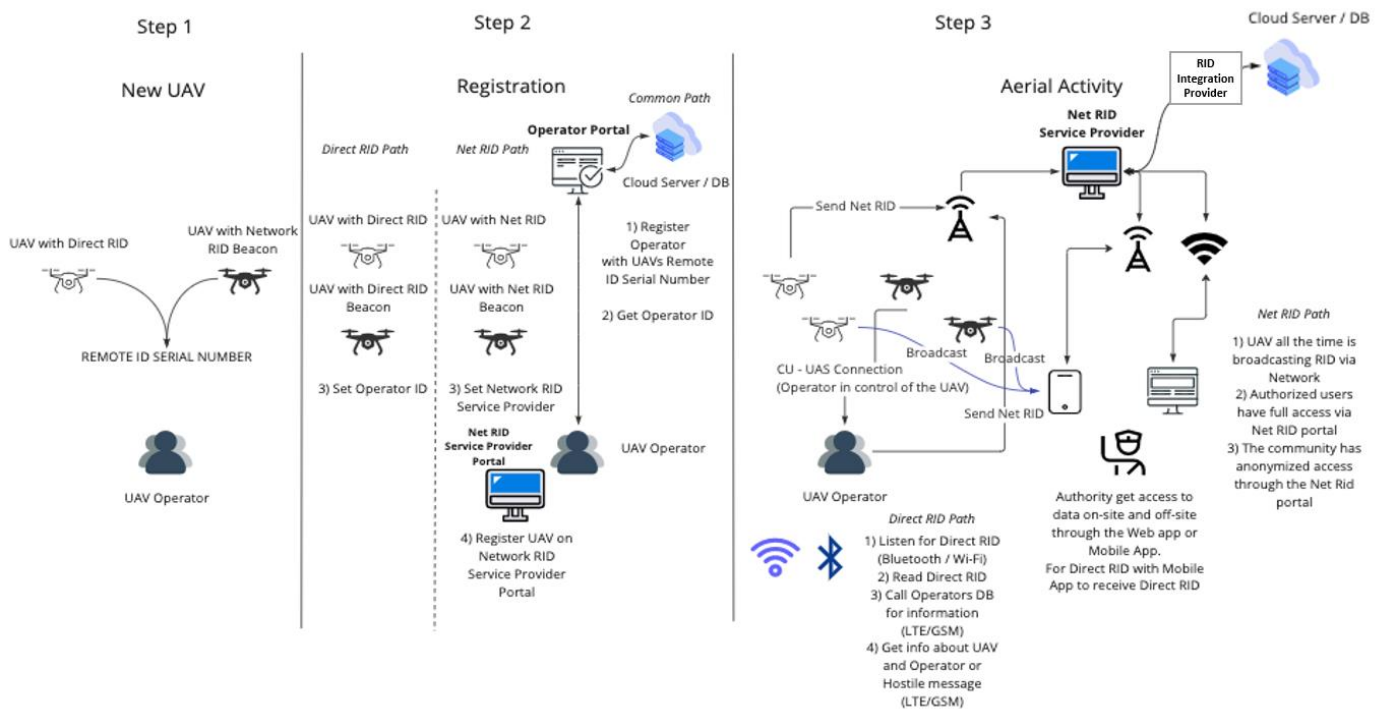 Step 1
New UAV
UAV with Direct RID
UAV with Network
RID Beacon
REMOTE ID SERIAL NUMBER
UAV Operator
Step 2
Registration
Common Path
Operator Portal
Cloud Server / DB
Direct RID Path
Net RID Path
UAV with Direct RID
UAV with Net RID
UAV with Direct RID
Beacon
UAV with Net RID
Beacon
3) Set Operator ID
3) Set Network RID
Service Provider
1) Register
Operator
with UAVs Remote
ID Serial Number
2) Get Operator ID
Net RID
Service Provider
Portal
UAV Operator
4) Register UAV on
Network RID
Service Provider
Portal
Step 3
Cloud Server / DB
RID
Integration
Provider
Aerial Activity
Net RID
Service Provider
Send Net RID
Broadcast
Broadcast
CU - UAS Connection
(Operator in control of the UAV)
Send Net RID
UAV Operator
Direct RID Path
1) Listen for Direct RID
(Bluetooth / Wi-Fi)
2) Read Direct RID
3) Call Operators DB
for information
(LTE/GSM)
4) Get info about UAV
and Operator or
Hostile message
(LTE/GSM)
Authority get access to
data on-site and off-site
through the Web app or
Mobile App.
For Direct RID with Mobile
App to receive Direct RID
Net RID Path
1) UAV all the time is
broadcasting RID via
Network
2) Authorized users
have full access via
Net RID portal
3) The community has
anonymized access
through the Net Rid
portal